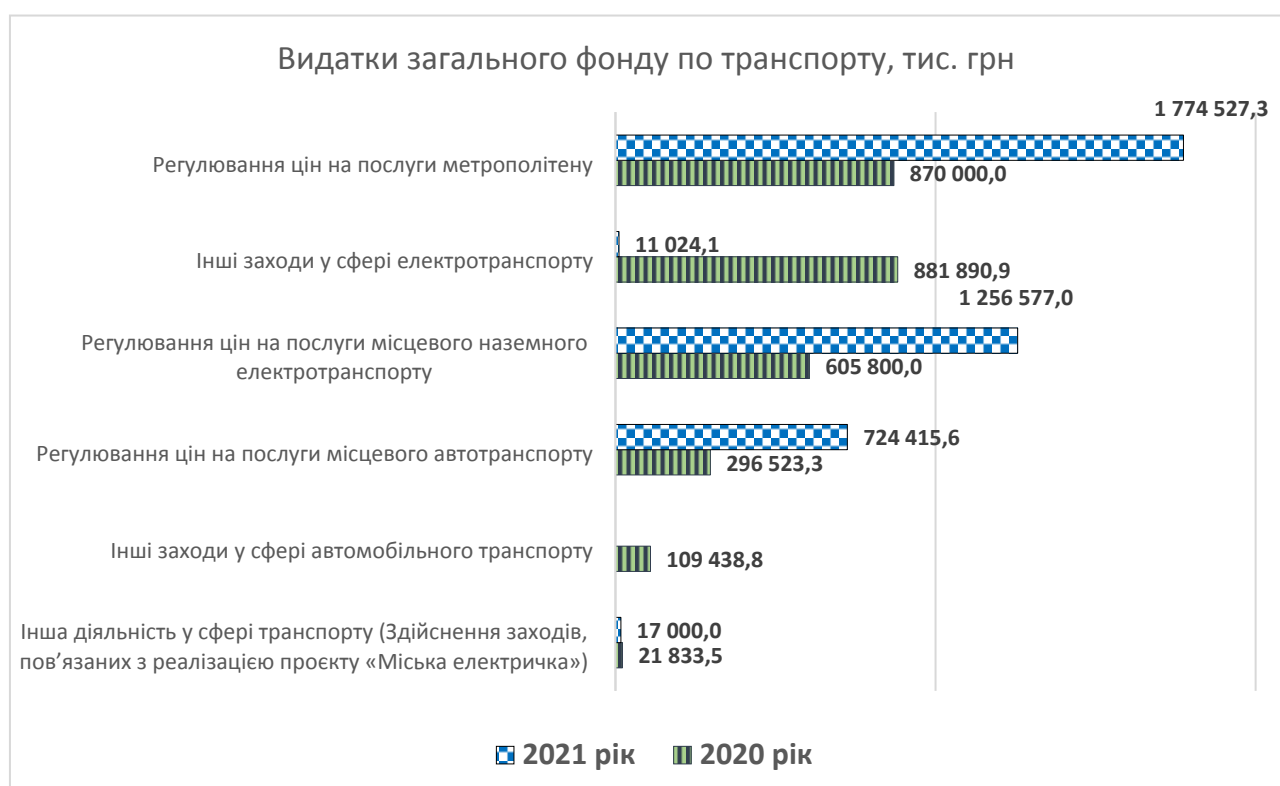 Видатки загального фонду по транспорту, тис. грн
1 774 527,3
Регулювання цін на послуги метрополітену
870 000,0
11 024,1
Інші заходи у сфері електротранспорту
881 890,9
1 256 577,0
Регулювання цін на послуги місцевого наземного
електротранспорту
605 800,0
724 415,6
Регулювання цін на послуги місцевого автотранспорту
296 523,3
Інші заходи у сфері автомобільного транспорту
109 438,8
Інша діяльність у сфері транспорту (Здійснення заходів,
пов’язаних з реалізацією проєкту «Міська електричка»)
17 000,0
21 833,5
2021 рік
2020 рік